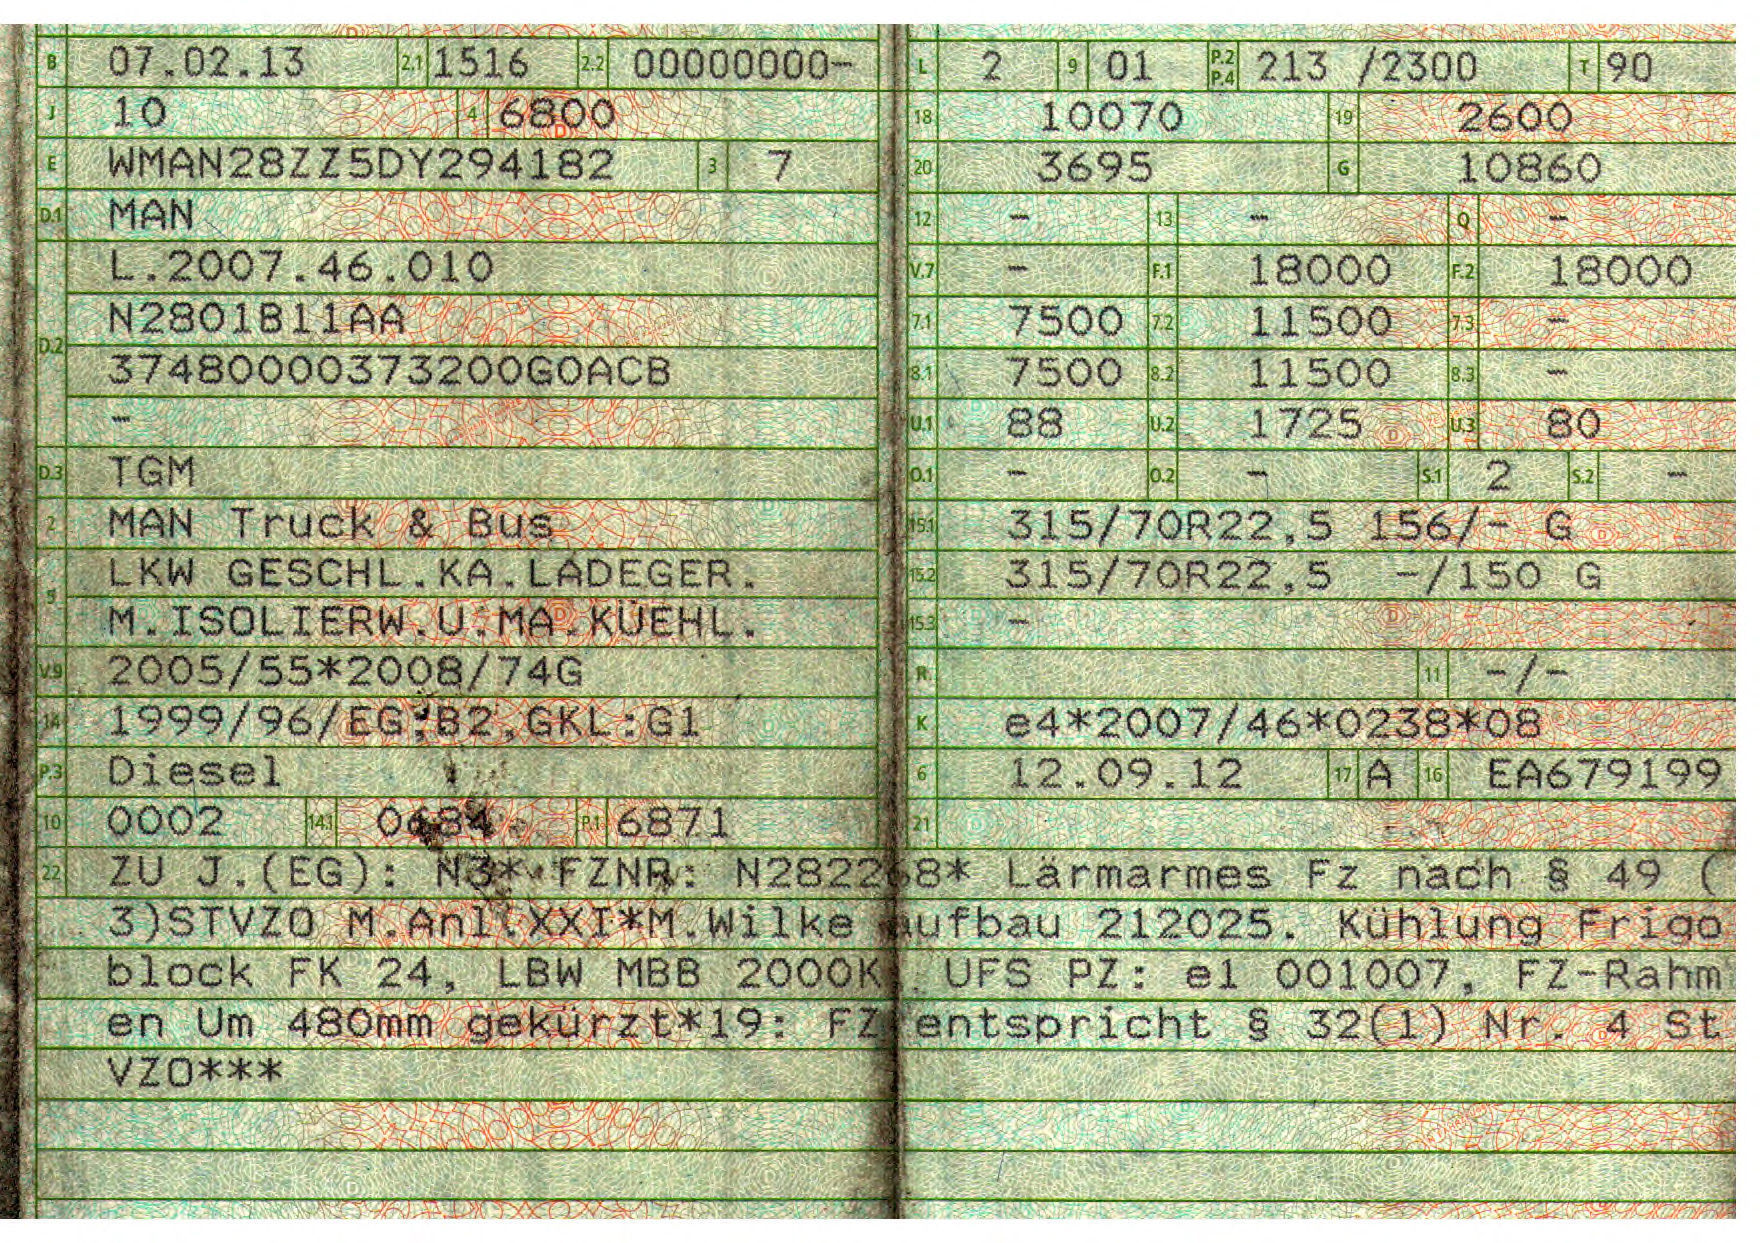 B 07.02.13 2.1 1516 2.2 00000000-
J 10 4 6800
E WMAN28ZZ5DY294182 3 7
D.1 MAN
L.2007.46.010
N2801B11AA
D.2
37480000373200G0ACB
-
D.3 TGM
2 MAN Truck & Bus
LKW GESCHL.KA.LADEGER.
5
M.ISOLIERW.U.MA.KUEHL.
V.9 2005/55*2008/74G
14 1999/96/EG;B2,GKL:G1
P.3 Diesel
10 0002 14.1 P.1 6871
L 2 9 01 P.2 P.4 213 /2300 T 90
18 10070 19 2600
20 3695 G 10860
12 - 13 - Q -
V.7 - F.1 18000 F.2 18000
7.1 7500 7.2 11500 7.3 -
8.1 7500 8.2 11500 8.3 -
U.1 88 U.2 1725 U.3 80
O.1 - O.2 - S.1 2 S.2 -
15.1 315/70R22,5 156/- G
15.2 315/70R22,5 -/150 G
15.3 -
R 11 -/-
K e4*2007/46*0238*08
6 12.09.12 17 A 16 EA679199
21
22 ZU J.(EG): N3* FZNR: N282268* Lärmarmes Fz nach § 49 (
3)STVZO M.Anl.XXI*M.Wilke aufbau 212025. Kühlung Frigo
block FK 24, LBW MBB 2000K. UFS PZ: e1 001007, FZ-Rahm
en Um 480mm gekürzt*19: FZ entspricht § 32(1) Nr. 4 St
VZO***